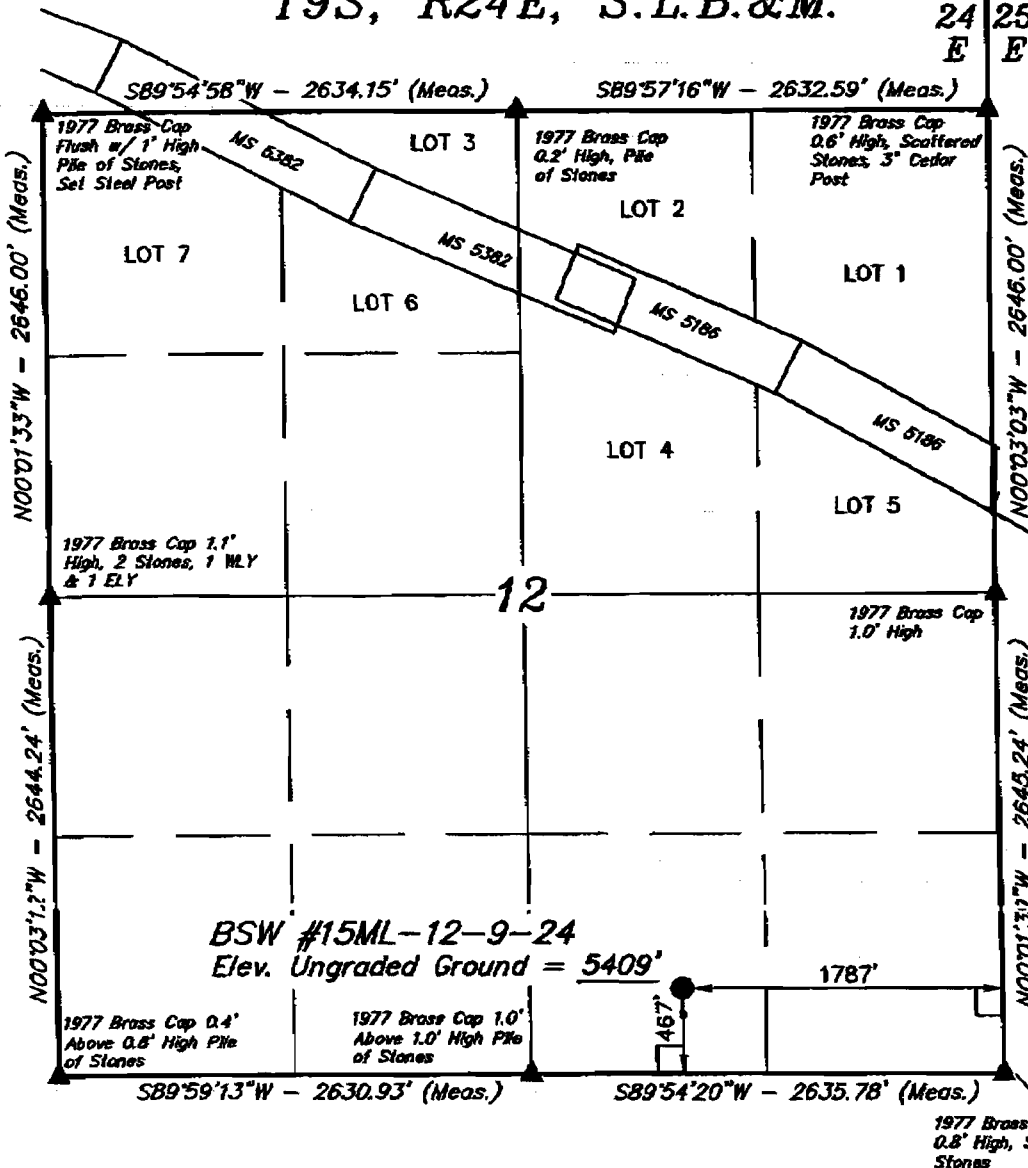 T9S, R24E, S.L.B.&M.
24 25
E E
S89°54'58"W - 2634.15' (Meas.)
S89°57'16"W - 2632.59' (Meas.)
1977 Brass Cap
Flush w/ 1' High
Pile of Stones,
Set Steel Post
MS 5382
LOT 3
1977 Brass Cap
0.2' High, Pile
of Stones
1977 Brass Cap
0.6' High, Scattered
Stones, 3" Cedar
Post
N00°01'33"W - 2646.00' (Meas.)
N00°03'03"W - 2646.00' (Meas.)
LOT 7
MS 5382
LOT 2
LOT 1
LOT 6
MS 5186
MS 5186
LOT 4
LOT 5
1977 Brass Cap 1.1'
High, 2 Stones, 1 WLY
& 1 ELY
12
1977 Brass Cap
1.0' High
2644.24' (Meas.)
2645.24' (Meas.)
BSW #15ML-12-9-24
Elev. Ungraded Ground = 5409'
1787'
467'
1977 Brass Cap 0.4'
Above 0.8' High Pile
of Stones
1977 Brass Cap 1.0'
Above 1.0' High Pile
of Stones
S89°59'13"W - 2630.93' (Meas.)
S89°54'20"W - 2635.78' (Meas.)
1977 Brass
0.8' High,
Stones